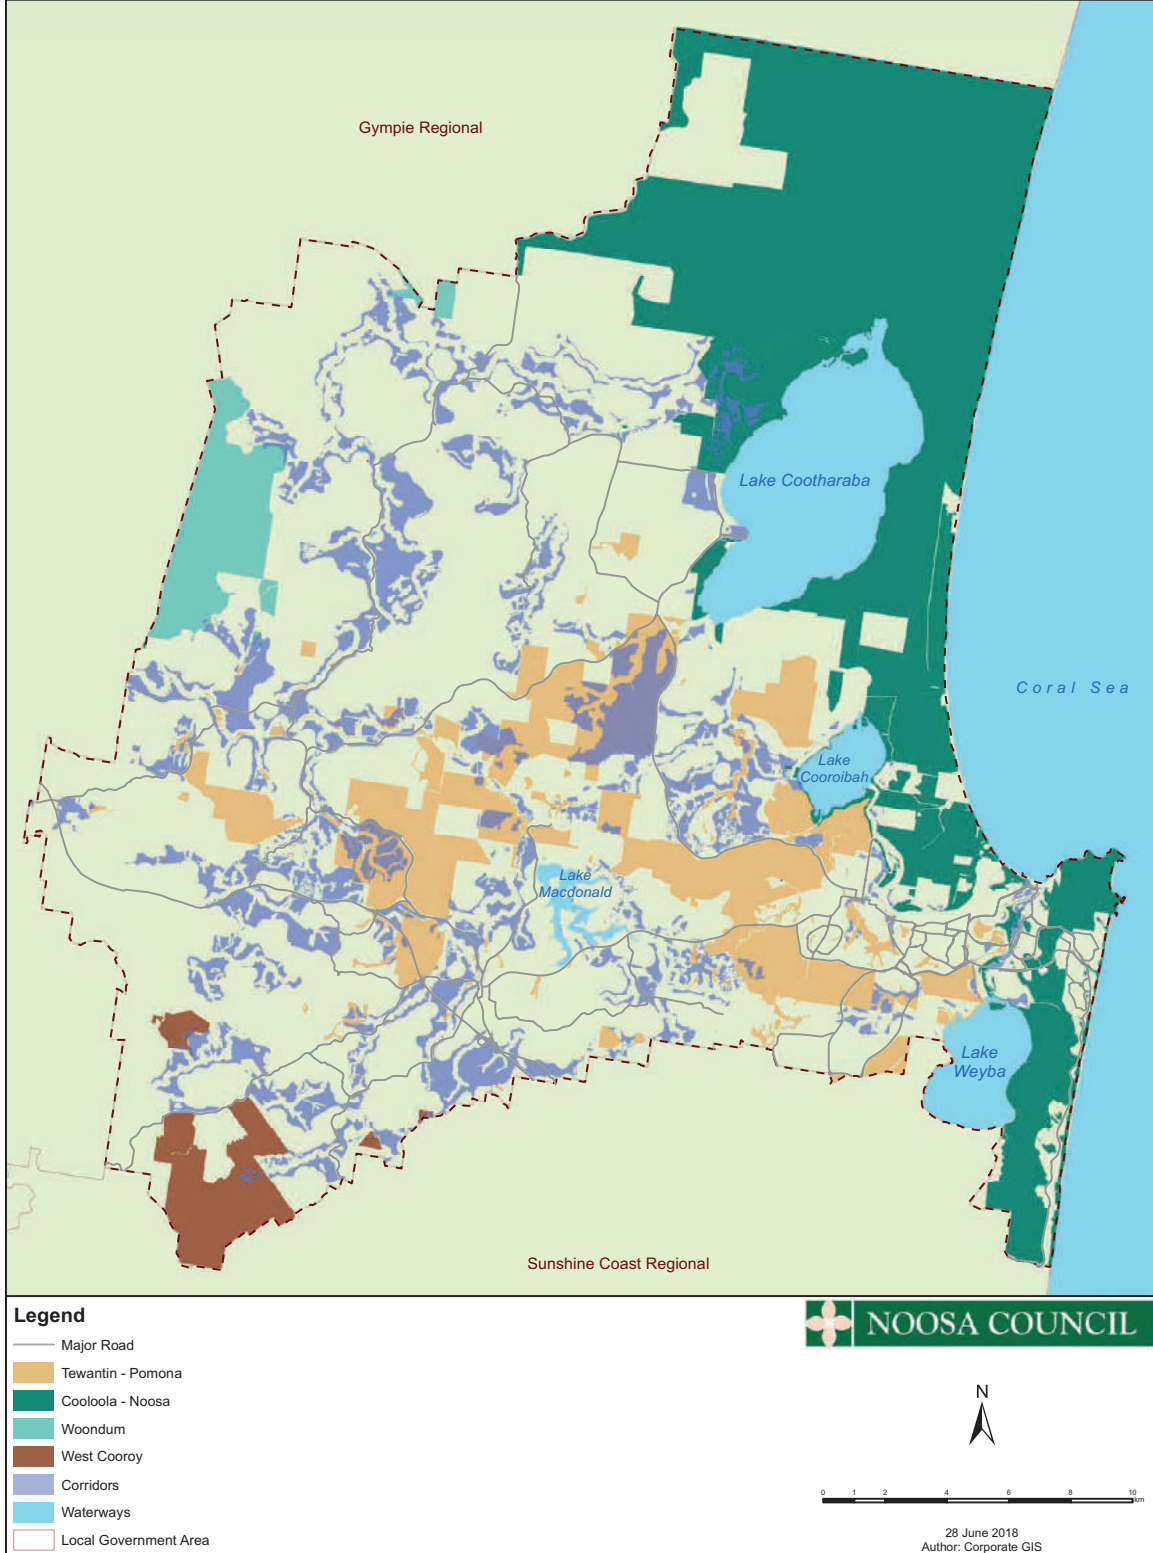 Gympie Regional
Lake Cootharaba
Coral Sea
Lake
Cooroibah
Lake
Macdonald
Lake
Weyba
Sunshine Coast Regional
Legend
Major Road
Tewantin - Pomona
Cooloola - Noosa
Woondum
West Cooroy
Corridors
Waterways
Local Government Area
NOOSA COUNCIL
N
0 1 2 4 6 8 10
km
28 June 2018
Author: Corporate GIS